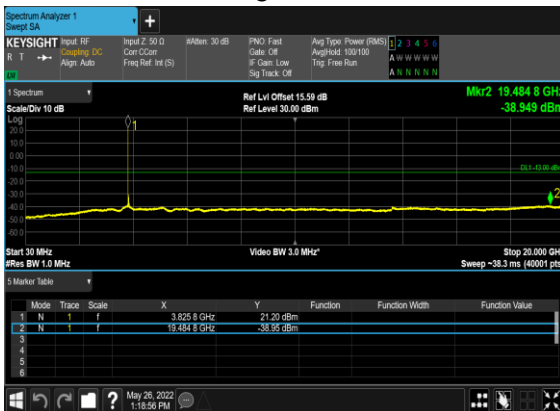 Spectrum Analyzer 1
Swept SA
KEYSIGHT Input: RF Input Z: 50 Ω #Atten: 30 dB PNO: Fast Avg Type: Power (RMS) 1 2 3 4 5 6
R T Coupling: DC Corr CCorr Gate: Off Avg|Hold: 100/100 A W W W W W
Align: Auto Freq Ref: Int (S) IF Gain: Low Trig: Free Run
Sig Track: Off A N N N N N
1 Spectrum Ref Lvl Offset 15.59 dB Mkr2 19.484 8 GHz
Scale/Div 10 dB Ref Level 30.00 dBm -38.949 dBm
Log
20.0
10.0
0.00
-10.0
DL1 -13.00 dBm
-20.0
-30.0
-40.0
-50.0
-60.0
1
2
Start 30 MHz Video BW 3.0 MHz* Stop 20.000 GHz
#Res BW 1.0 MHz Sweep ~38.3 ms (40001 pts)
5 Marker Table
Mode Trace Scale X Y Function Function Width Function Value
1 N 1 f 3.825 8 GHz 21.20 dBm
2 N 1 f 19.484 8 GHz -38.95 dBm
3
4
5
6
? May 26, 2022
1:18:56 PM